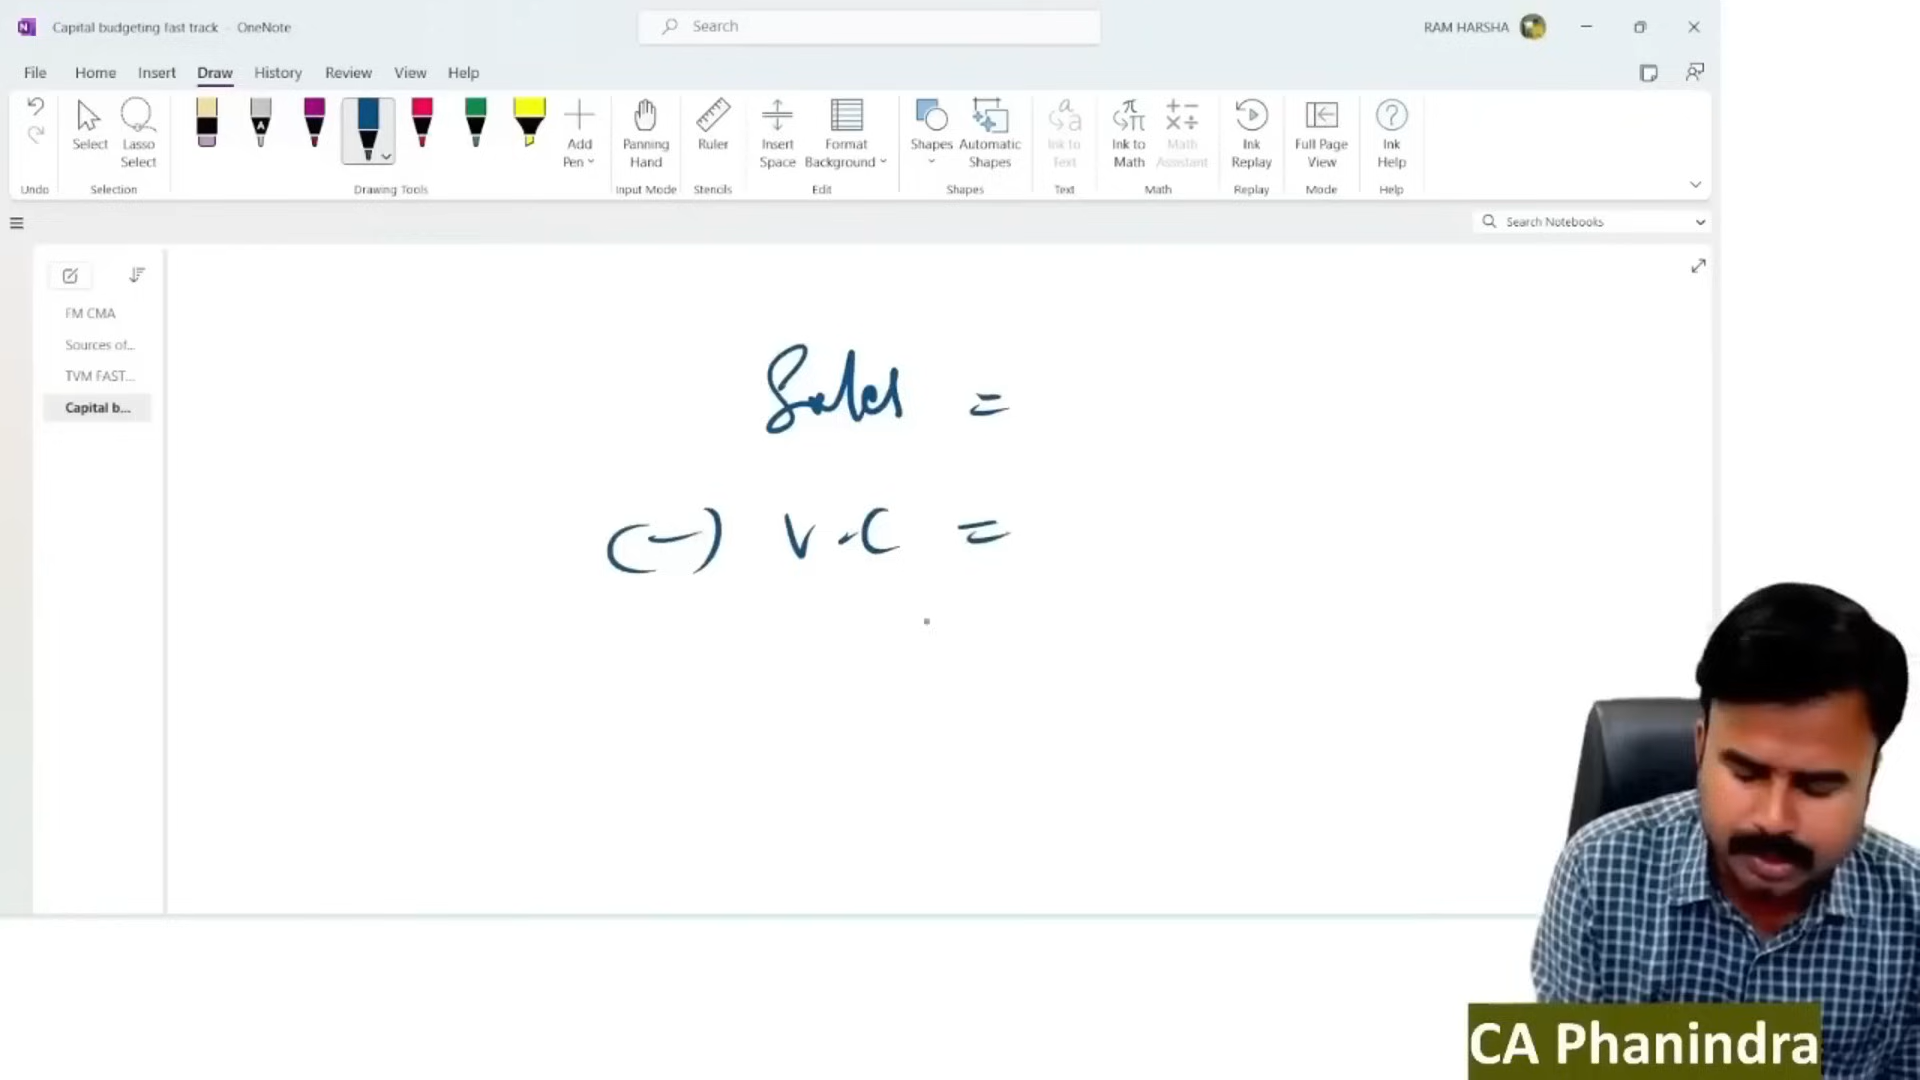 Capital budgeting fast track - OneNote
Search
RAM HARSHA
File Home Insert Draw History Review View Help
Undo
Select
Lasso Select
Selection
A
Drawing Tools
Add Pen
Panning Hand
Input Mode
Ruler
Stencils
Insert Space
Format Background
Edit
Shapes
Automatic Shapes
Shapes
Ink to Text
Text
Ink to Math
Math Assistant
Math
Ink Replay
Replay
Full Page View
Mode
Ink Help
Help
Search Notebooks
FM CMA
Sources of...
TVM FAST...
Capital b...
Sales =
(-) V.C =
CA Phanindra